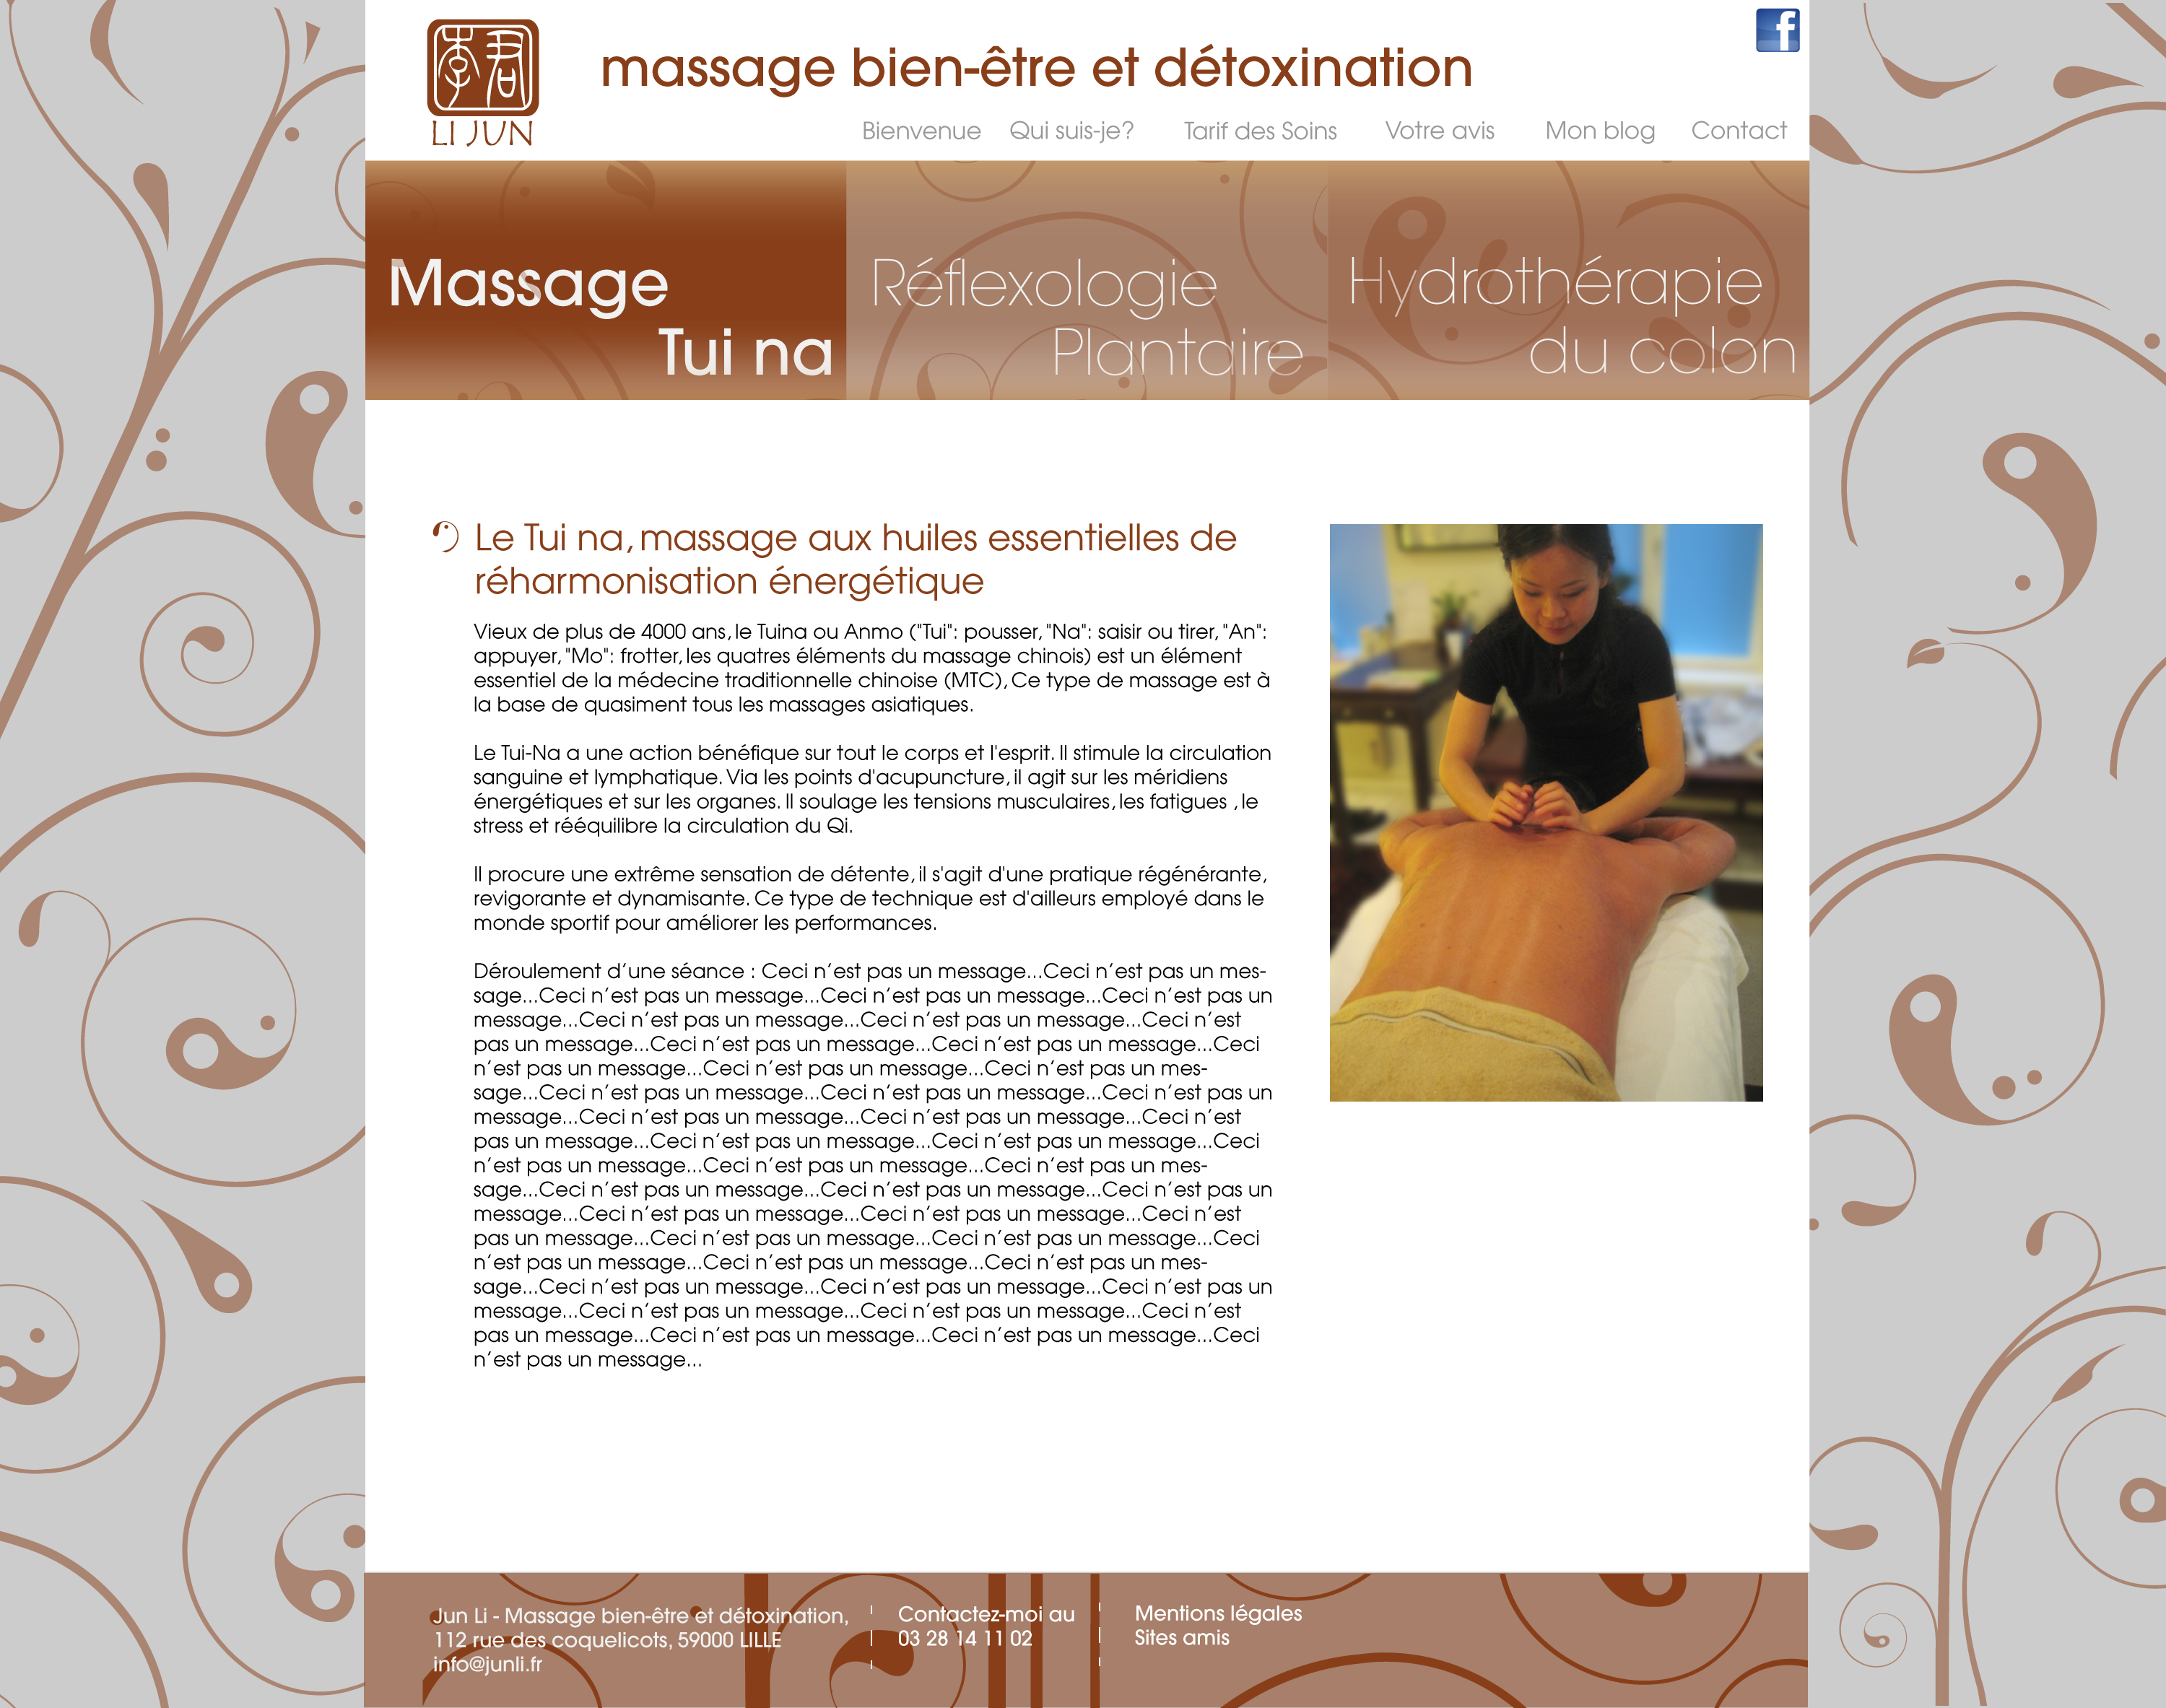 LI JUN
massage bien-être et détoxination
f
Bienvenue Qui suis-je? Tarif des Soins Votre avis Mon blog Contact
Massage
Tui na
Réflexologie
Plantaire
Hydrothérapie
du colon
Le Tui na, massage aux huiles essentielles de
réharmonisation énergétique
Vieux de plus de 4000 ans, le Tuina ou Anmo ("Tui": pousser, "Na": saisir ou tirer, "An":
appuyer, "Mo": frotter, les quatres éléments du massage chinois) est un élément
essentiel de la médecine traditionnelle chinoise (MTC), Ce type de massage est à
la base de quasiment tous les massages asiatiques.
Le Tui-Na a une action bénéfique sur tout le corps et l'esprit. Il stimule la circulation
sanguine et lymphatique. Via les points d'acupuncture, il agit sur les méridiens
énergétiques et sur les organes. Il soulage les tensions musculaires, les fatigues , le
stress et rééquilibre la circulation du Qi.
Il procure une extrême sensation de détente, il s'agit d'une pratique régénérante,
revigorante et dynamisante. Ce type de technique est d'ailleurs employé dans le
monde sportif pour améliorer les performances.
Déroulement d’une séance : Ceci n’est pas un message...Ceci n’est pas un mes-
sage...Ceci n’est pas un message...Ceci n’est pas un message...Ceci n’est pas un
message...Ceci n’est pas un message...Ceci n’est pas un message...Ceci n’est
pas un message...Ceci n’est pas un message...Ceci n’est pas un message...Ceci
n’est pas un message...Ceci n’est pas un message...Ceci n’est pas un mes-
sage...Ceci n’est pas un message...Ceci n’est pas un message...Ceci n’est pas un
message...Ceci n’est pas un message...Ceci n’est pas un message...Ceci n’est
pas un message...Ceci n’est pas un message...Ceci n’est pas un message...Ceci
n’est pas un message...Ceci n’est pas un message...Ceci n’est pas un mes-
sage...Ceci n’est pas un message...Ceci n’est pas un message...Ceci n’est pas un
message...Ceci n’est pas un message...Ceci n’est pas un message...Ceci n’est
pas un message...Ceci n’est pas un message...Ceci n’est pas un message...Ceci
n’est pas un message...Ceci n’est pas un message...Ceci n’est pas un mes-
sage...Ceci n’est pas un message...Ceci n’est pas un message...Ceci n’est pas un
message...Ceci n’est pas un message...Ceci n’est pas un message...Ceci n’est
pas un message...Ceci n’est pas un message...Ceci n’est pas un message...Ceci
n’est pas un message...
Jun Li - Massage bien-être et détoxination,
112 rue des coquelicots, 59000 LILLE
info@junli.fr
Contactez-moi au
03 28 14 11 02
Mentions légales
Sites amis